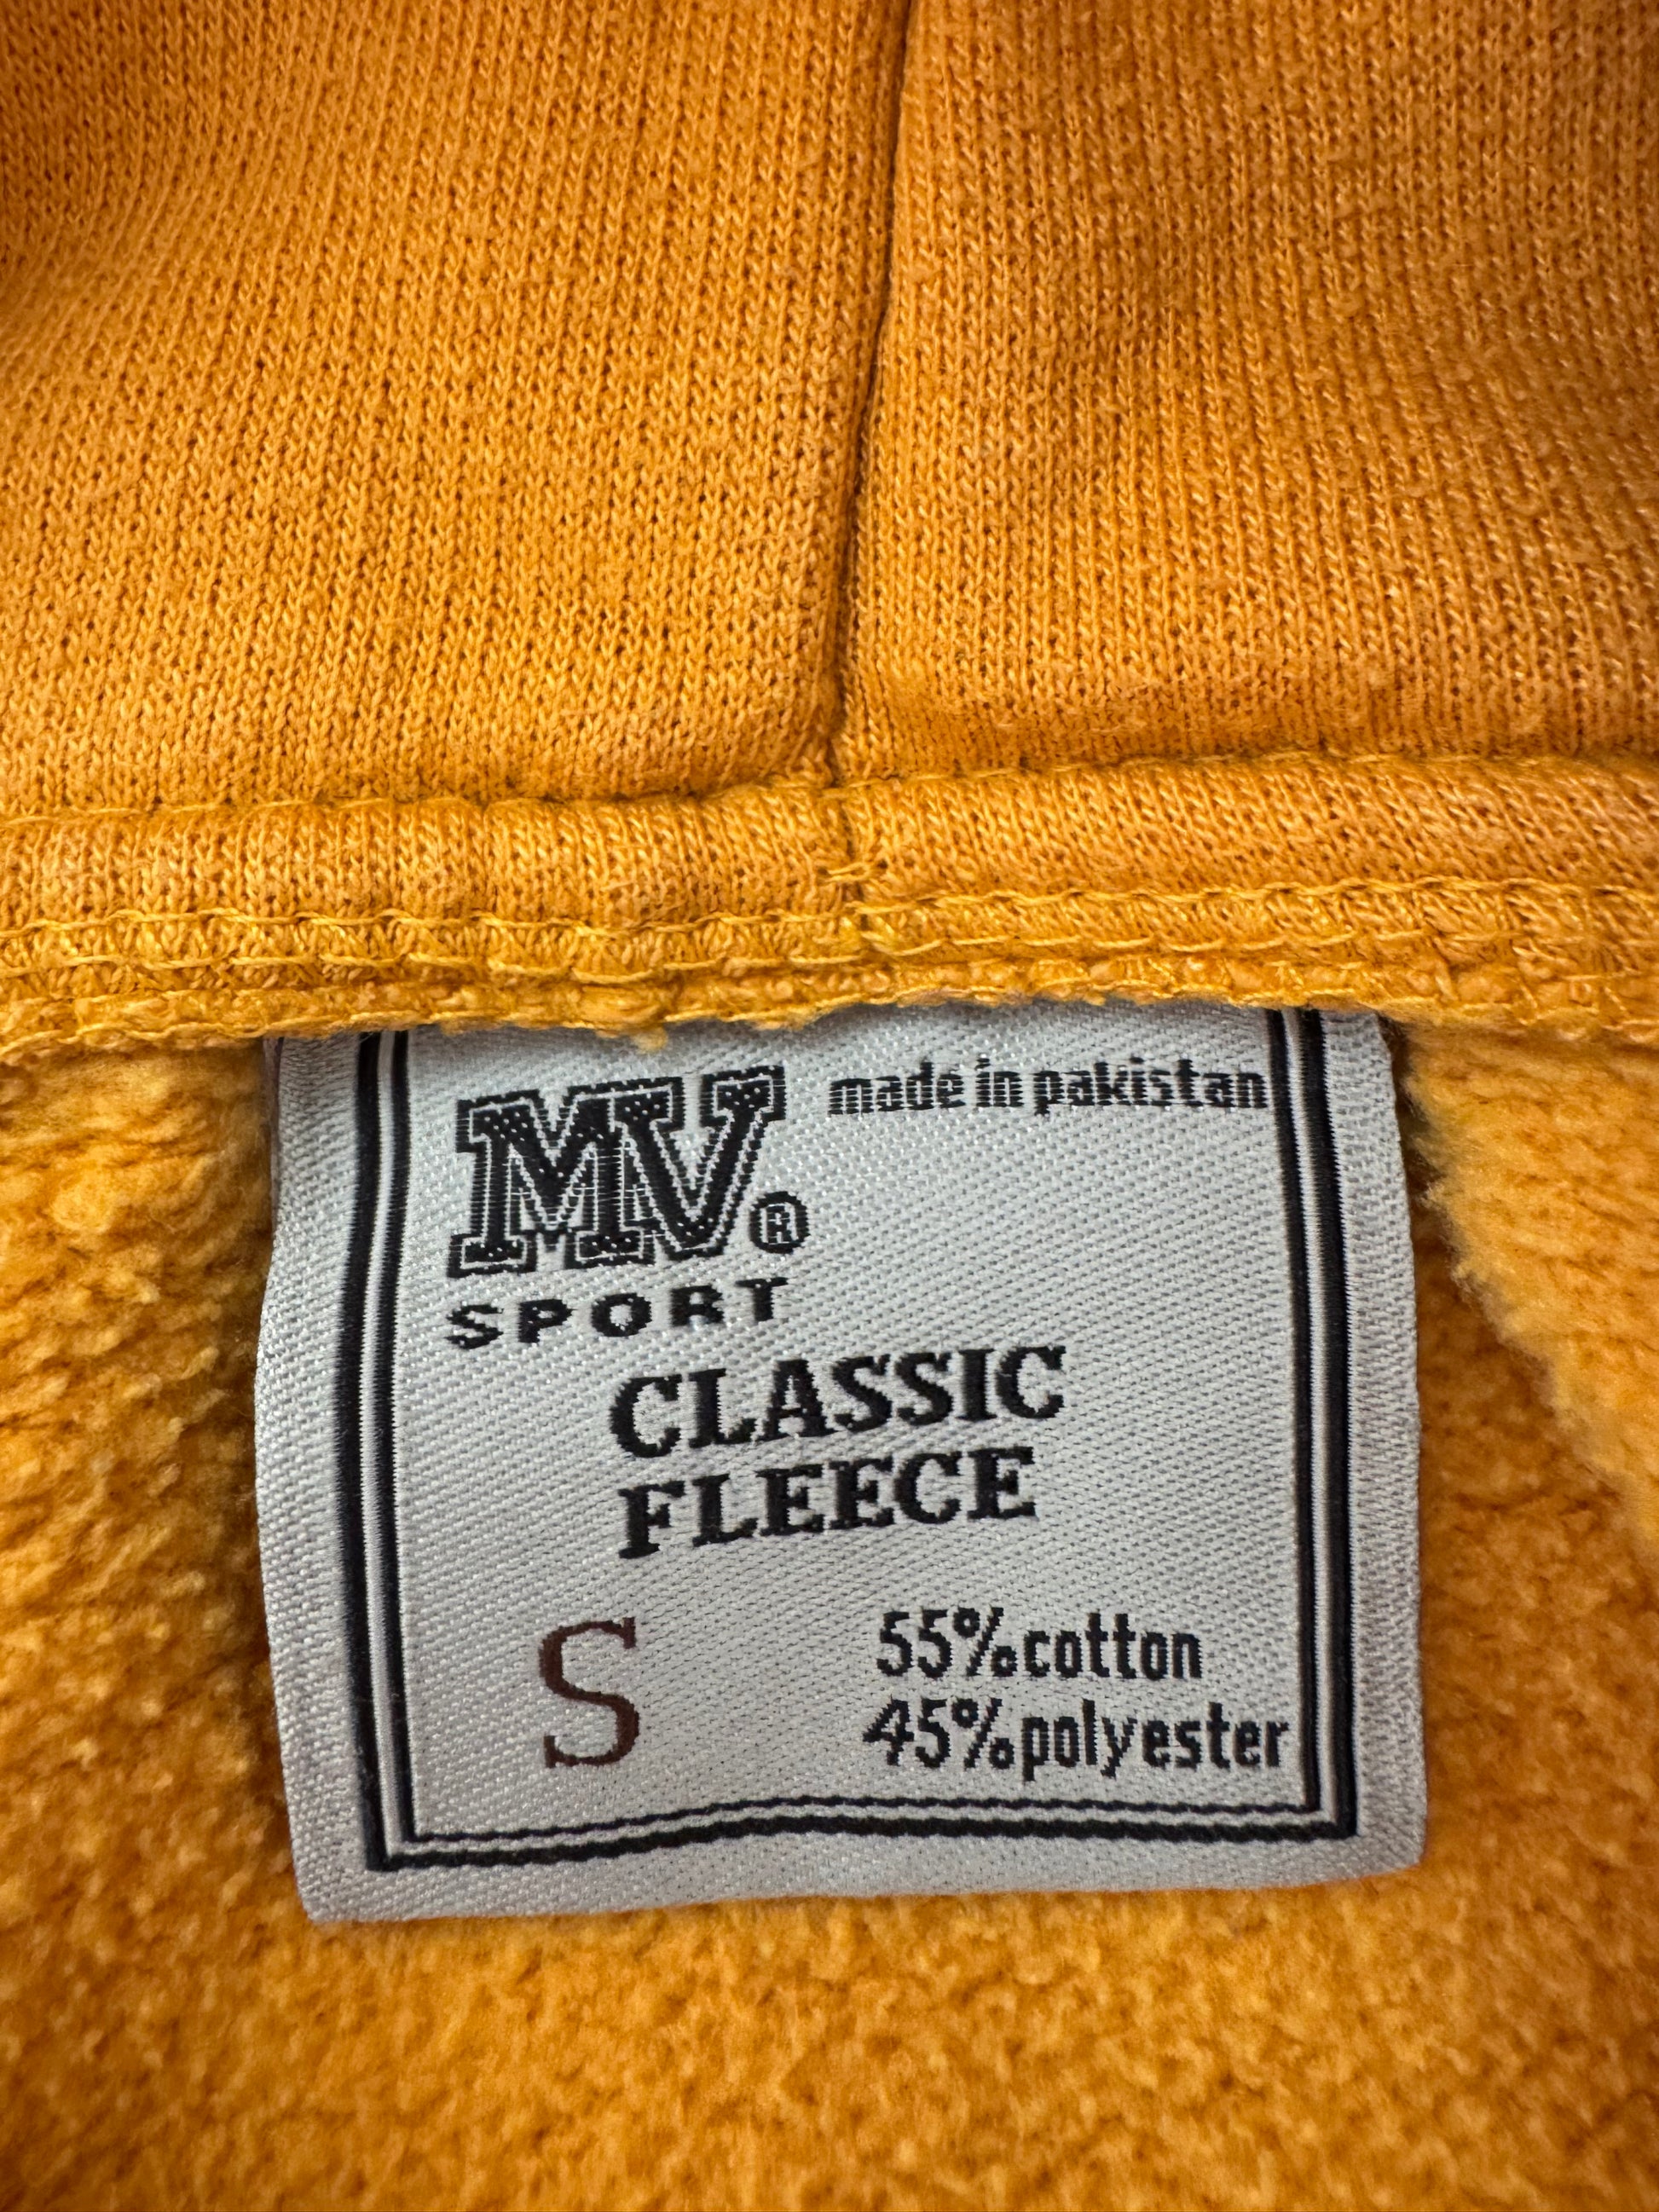 MV® made in pakistan
SPORT
CLASSIC
FLEECE
S 55% cotton
45% polyester